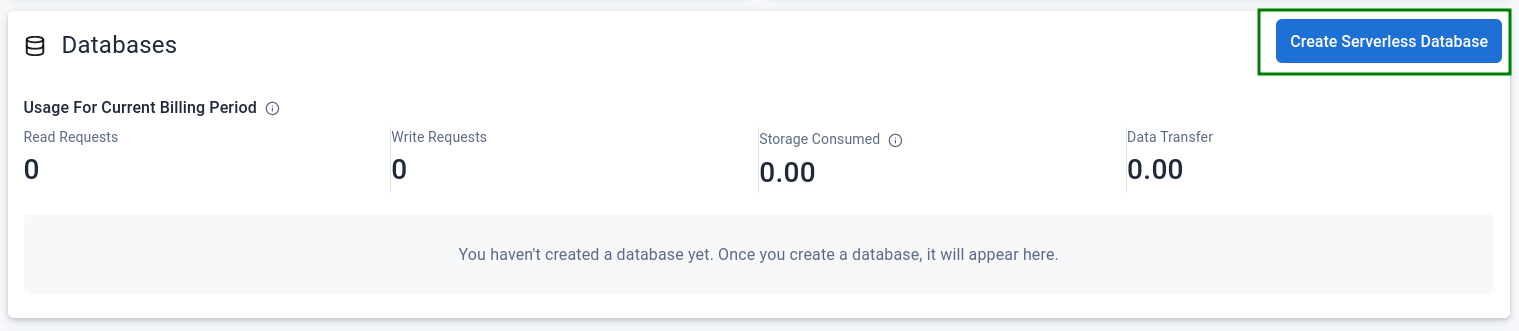 Databases
Create Serverless Database
Usage For Current Billing Period
Read Requests
0
Write Requests
0
Storage Consumed
0.00
Data Transfer
0.00
You haven't created a database yet. Once you create a database, it will appear here.